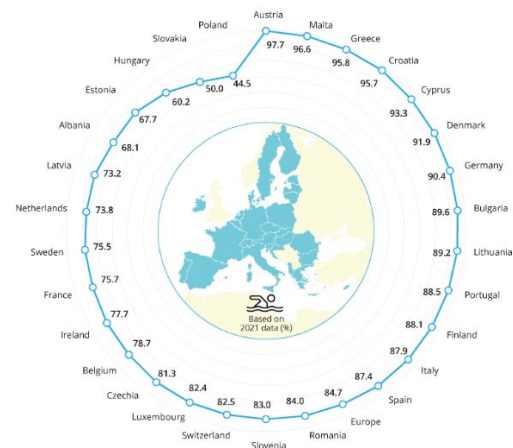 Austria
97.7
Malta
96.6
Greece
95.8
Croatia
95.7
Cyprus
93.3
Denmark
91.9
Germany
90.4
Bulgaria
89.6
Lithuania
89.2
Portugal
88.5
Finland
88.1
Italy
87.9
Spain
87.4
Europe
84.7
Romania
84.0
Slovenia
83.0
Switzerland
82.5
Luxembourg
82.4
Czechia
81.3
Belgium
78.7
Ireland
77.7
France
75.7
Sweden
75.5
Netherlands
73.8
Latvia
73.2
Albania
68.1
Estonia
67.7
Hungary
60.2
Slovakia
50.0
Poland
44.5
Based on
2021 data (%)